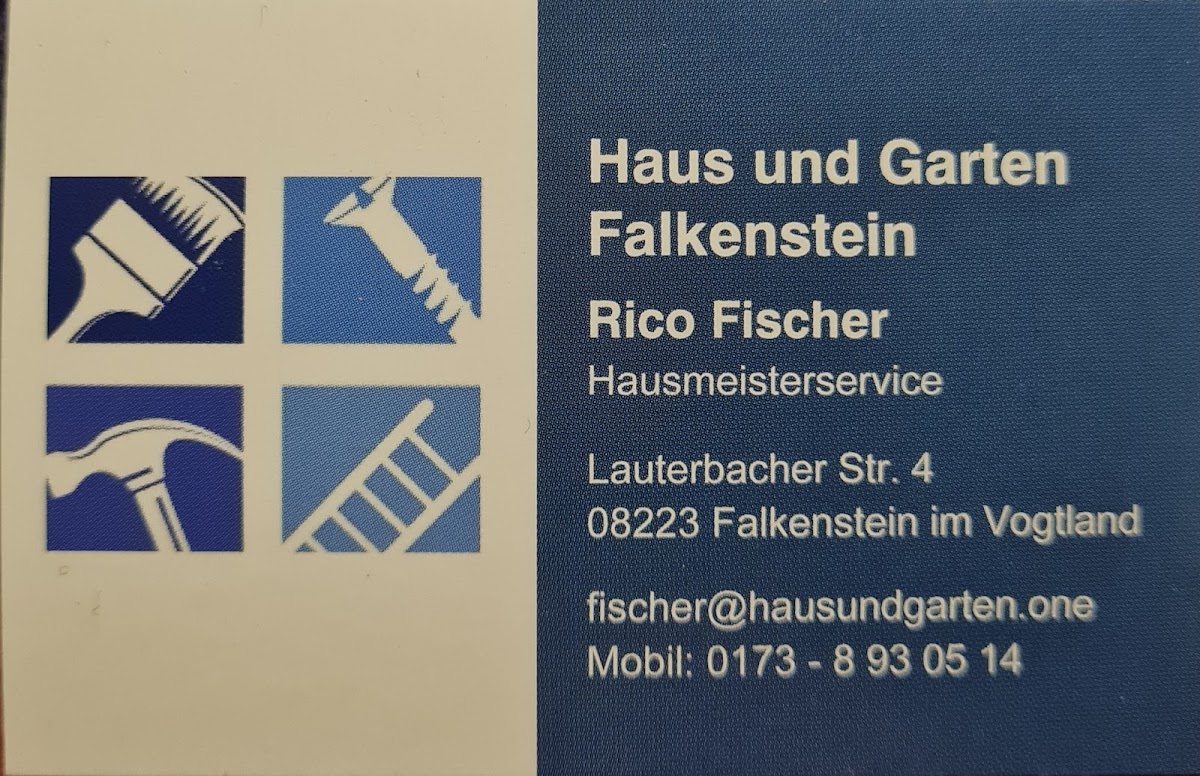 Haus und Garten
Falkenstein
Rico Fischer
Hausmeisterservice
Lauterbacher Str. 4
08223 Falkenstein im Vogtland
fischer@hausundgarten.one
Mobil: 0173 - 8 93 05 14